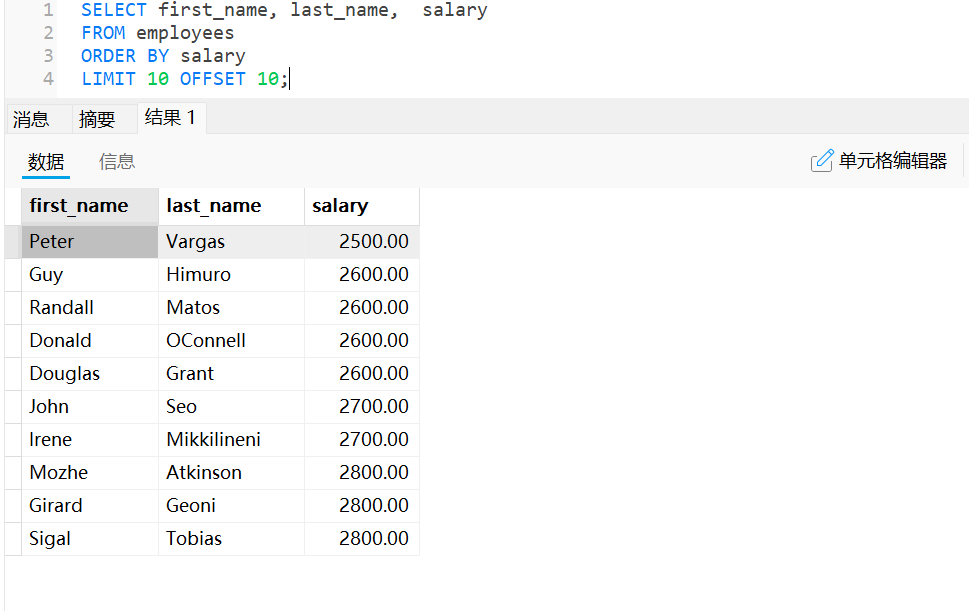 1 SELECT first_name, last_name,  salary
2 FROM employees
3 ORDER BY salary
4 LIMIT 10 OFFSET 10;
消息 摘要 结果 1
数据 信息 单元格编辑器
first_name last_name salary
Peter Vargas 2500.00
Guy Himuro 2600.00
Randall Matos 2600.00
Donald OConnell 2600.00
Douglas Grant 2600.00
John Seo 2700.00
Irene Mikkilineni 2700.00
Mozhe Atkinson 2800.00
Girard Geoni 2800.00
Sigal Tobias 2800.00